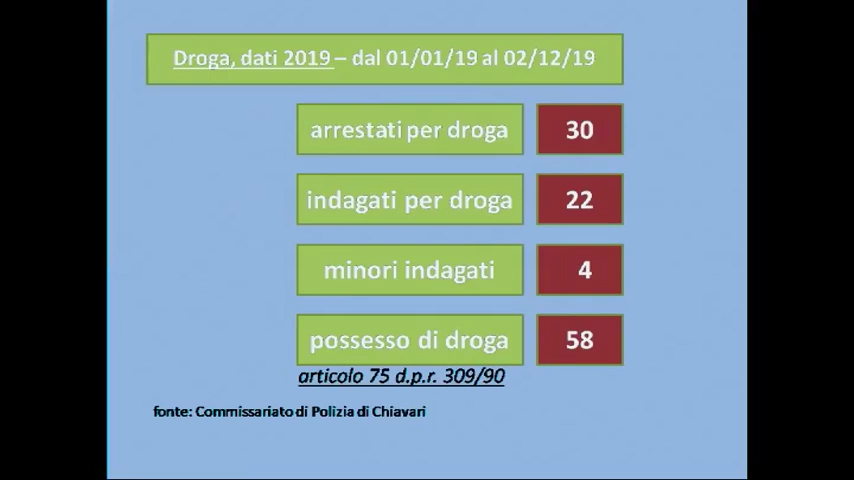 Droga, dati 2019 – dal 01/01/19 al 02/12/19
arrestati per droga 30
indagati per droga 22
minori indagati 4
possesso di droga 58
articolo 75 d.p.r. 309/90
fonte: Commissariato di Polizia di Chiavari